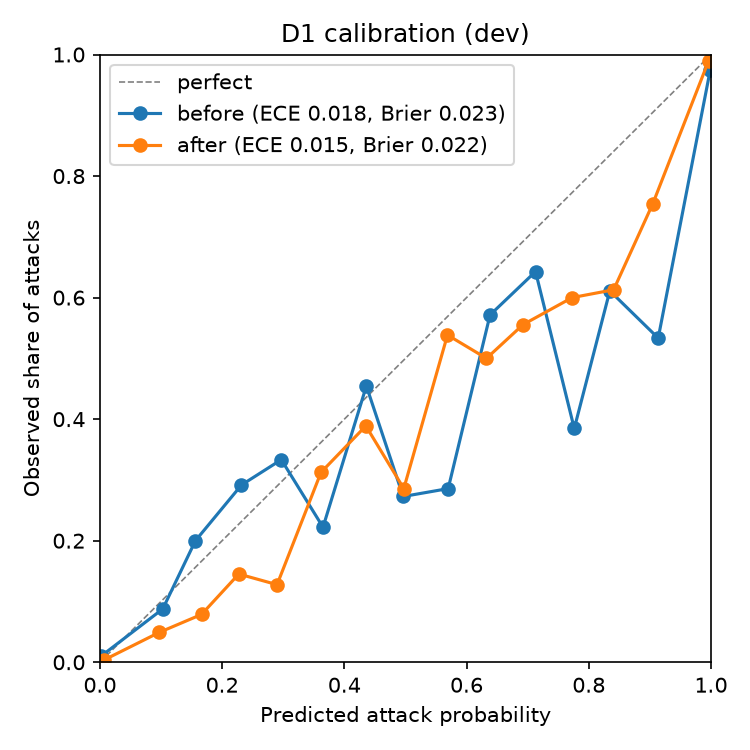 D1 calibration (dev)
perfect
before (ECE 0.018, Brier 0.023)
after (ECE 0.015, Brier 0.022)
Observed share of attacks
1.0
0.8
0.6
0.4
0.2
0.0
0.0 0.2 0.4 0.6 0.8 1.0
Predicted attack probability